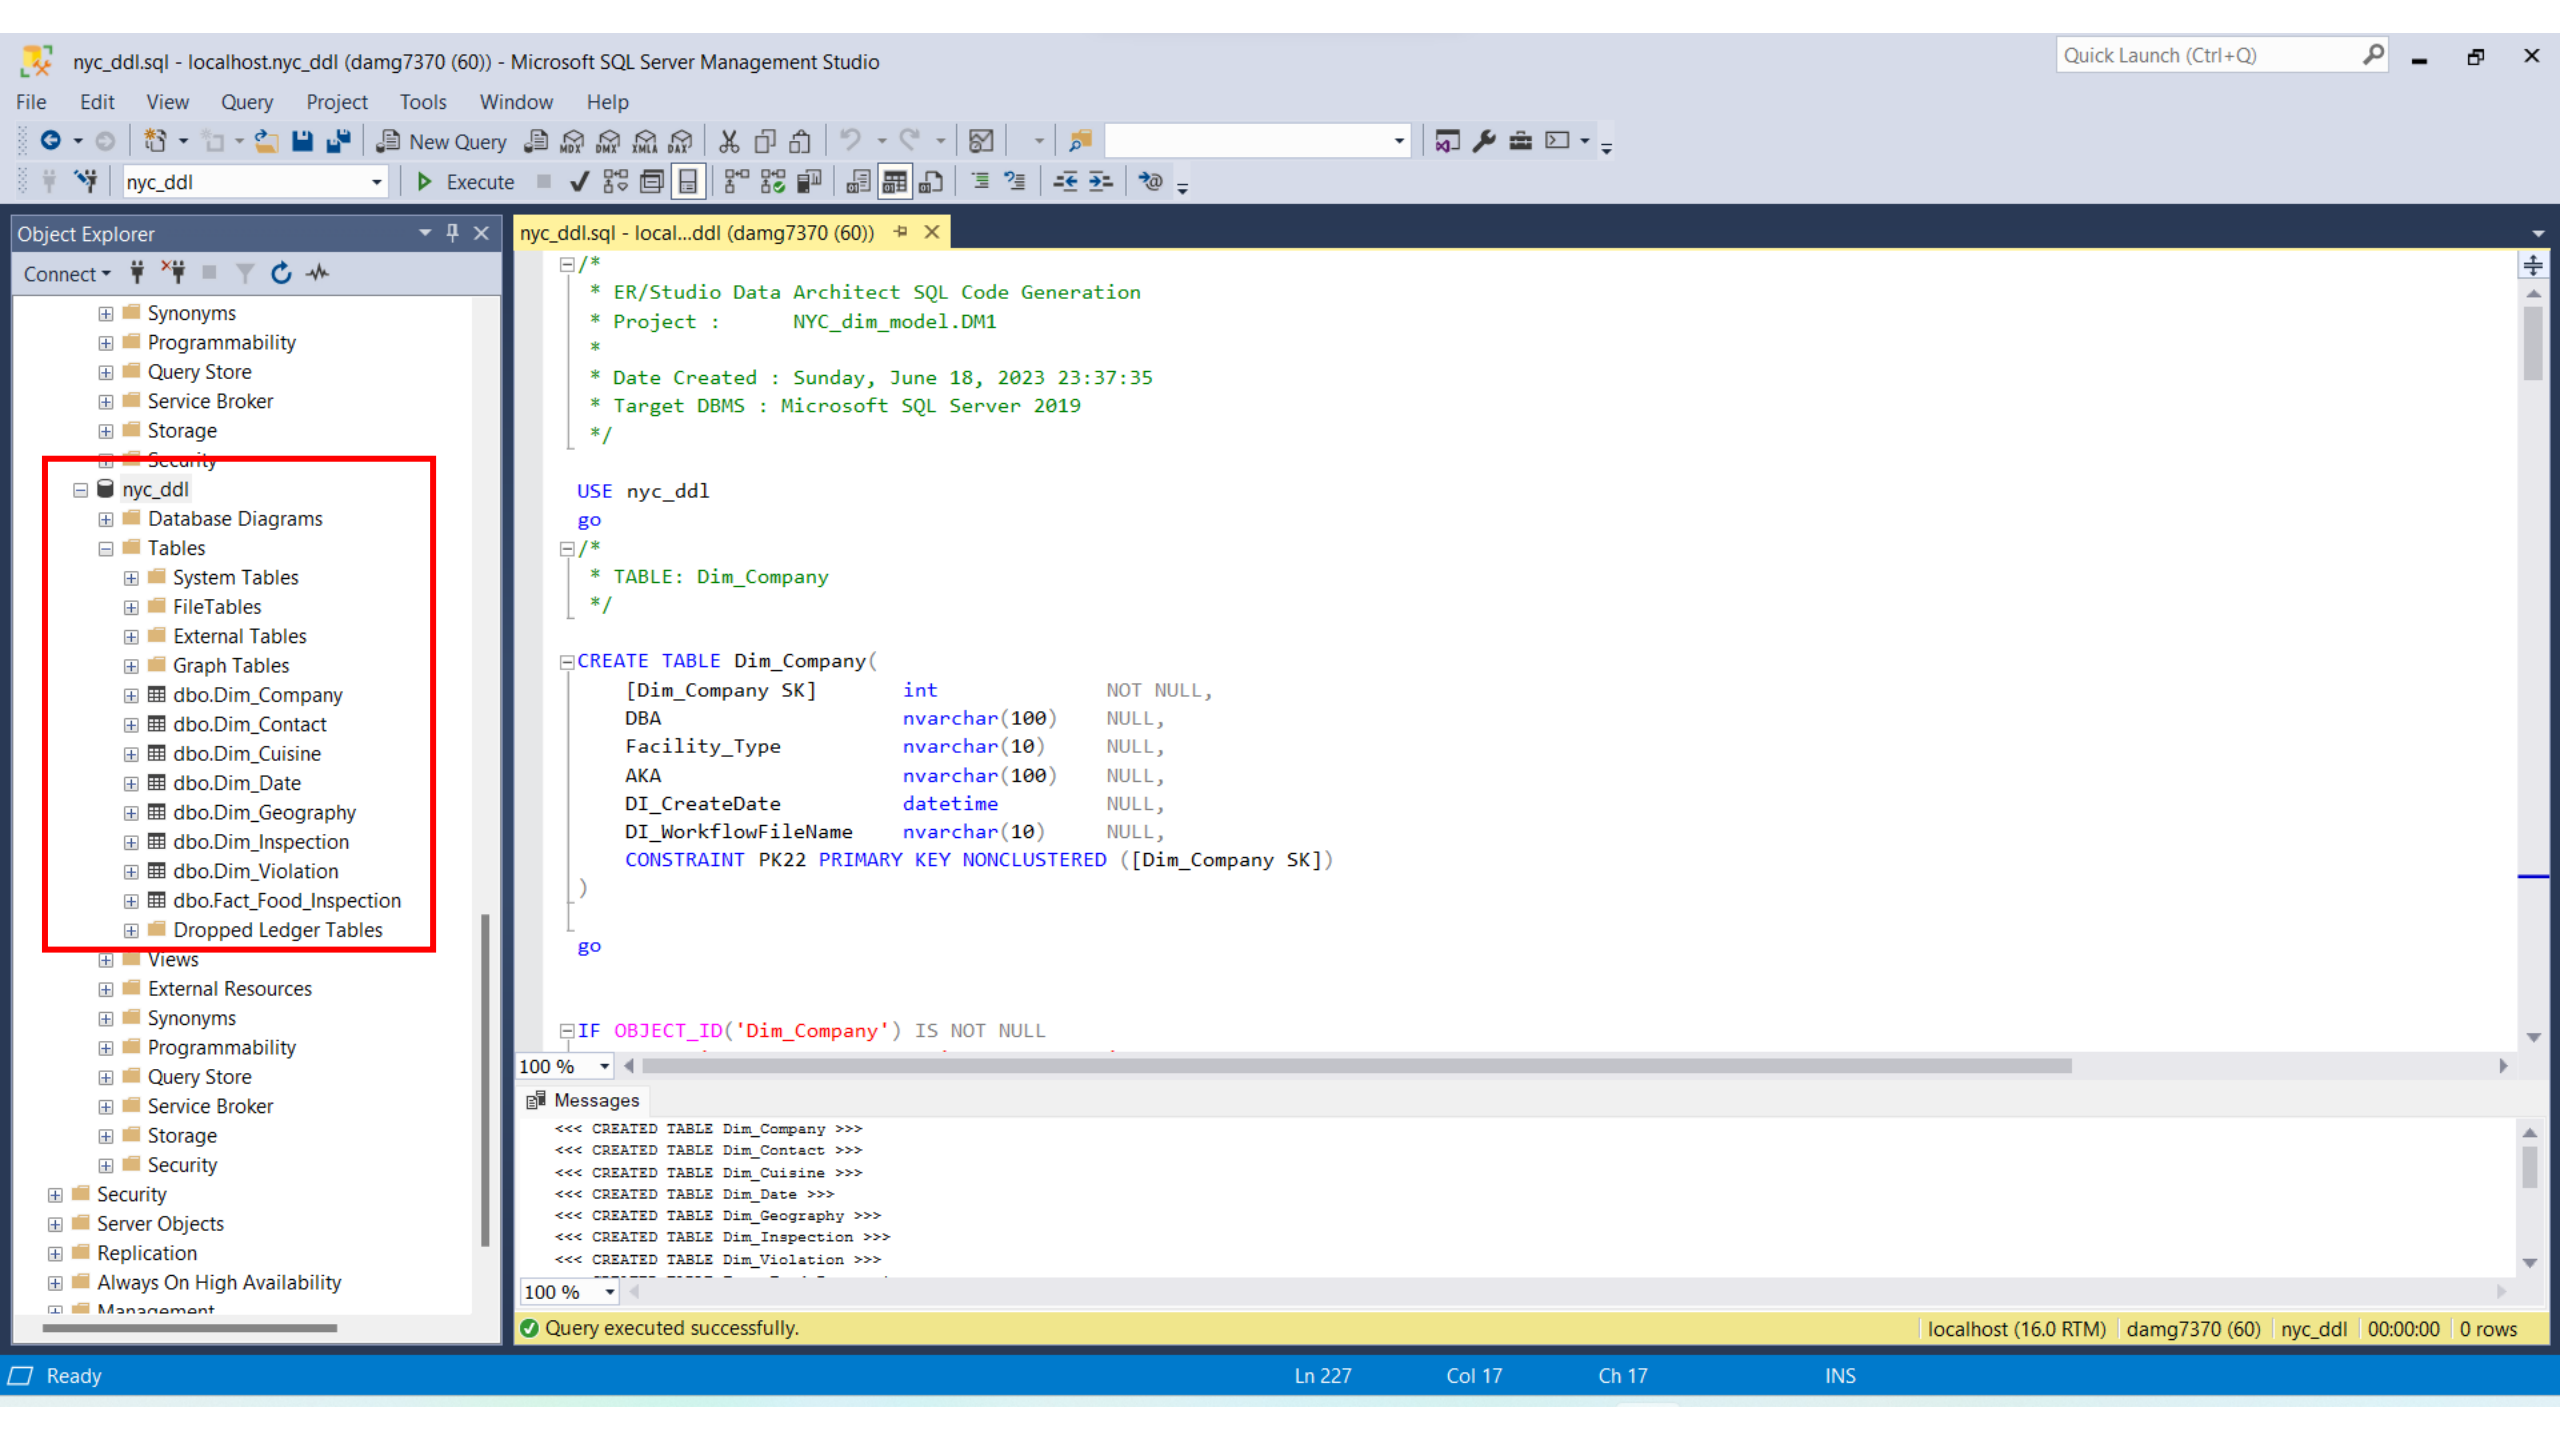 nyc_ddl.sql - localhost.nyc_ddl (damg7370 (60)) - Microsoft SQL Server Management Studio
Quick Launch (Ctrl+Q)
File Edit View Query Project Tools Window Help
New Query MDX DMX XMLA DAX
nyc_ddl Execute
Object Explorer
Connect
Synonyms
Programmability
Query Store
Service Broker
Storage
Security
nyc_ddl
Database Diagrams
Tables
System Tables
FileTables
External Tables
Graph Tables
dbo.Dim_Company
dbo.Dim_Contact
dbo.Dim_Cuisine
dbo.Dim_Date
dbo.Dim_Geography
dbo.Dim_Inspection
dbo.Dim_Violation
dbo.Fact_Food_Inspection
Dropped Ledger Tables
Views
External Resources
Synonyms
Programmability
Query Store
Service Broker
Storage
Security
Security
Server Objects
Replication
Always On High Availability
Management
nyc_ddl.sql - local...ddl (damg7370 (60))
/*
* ER/Studio Data Architect SQL Code Generation
* Project : NYC_dim_model.DM1
*
* Date Created : Sunday, June 18, 2023 23:37:35
* Target DBMS : Microsoft SQL Server 2019
*/
USE nyc_ddl
go
/*
* TABLE: Dim_Company
*/
CREATE TABLE Dim_Company(
[Dim_Company SK] int NOT NULL,
DBA nvarchar(100) NULL,
Facility_Type nvarchar(10) NULL,
AKA nvarchar(100) NULL,
DI_CreateDate datetime NULL,
DI_WorkflowFileName nvarchar(10) NULL,
CONSTRAINT PK22 PRIMARY KEY NONCLUSTERED ([Dim_Company SK])
)
go
IF OBJECT_ID('Dim_Company') IS NOT NULL
100 %
Messages
<<< CREATED TABLE Dim_Company >>>
<<< CREATED TABLE Dim_Contact >>>
<<< CREATED TABLE Dim_Cuisine >>>
<<< CREATED TABLE Dim_Date >>>
<<< CREATED TABLE Dim_Geography >>>
<<< CREATED TABLE Dim_Inspection >>>
<<< CREATED TABLE Dim_Violation >>>
100 %
Query executed successfully. localhost (16.0 RTM) damg7370 (60) nyc_ddl 00:00:00 0 rows
Ready Ln 227 Col 17 Ch 17 INS